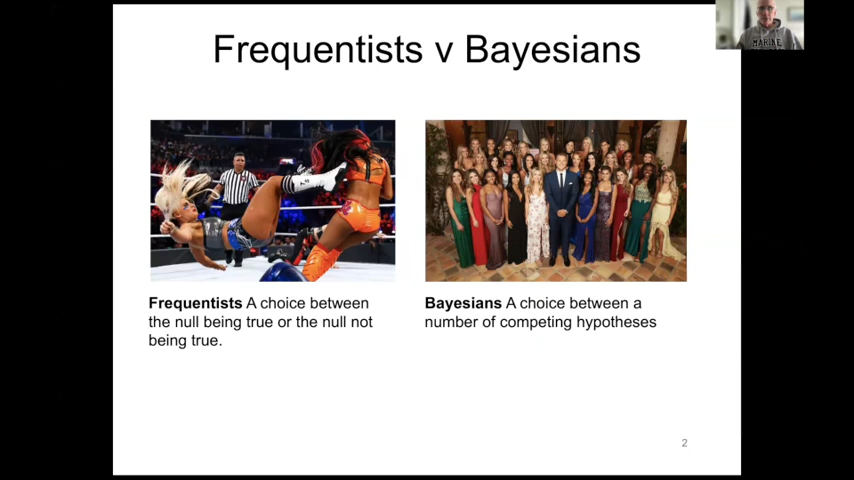 Frequentists v Bayesians
MARINE
Frequentists A choice between
the null being true or the null not
being true.
Bayesians A choice between a
number of competing hypotheses
2